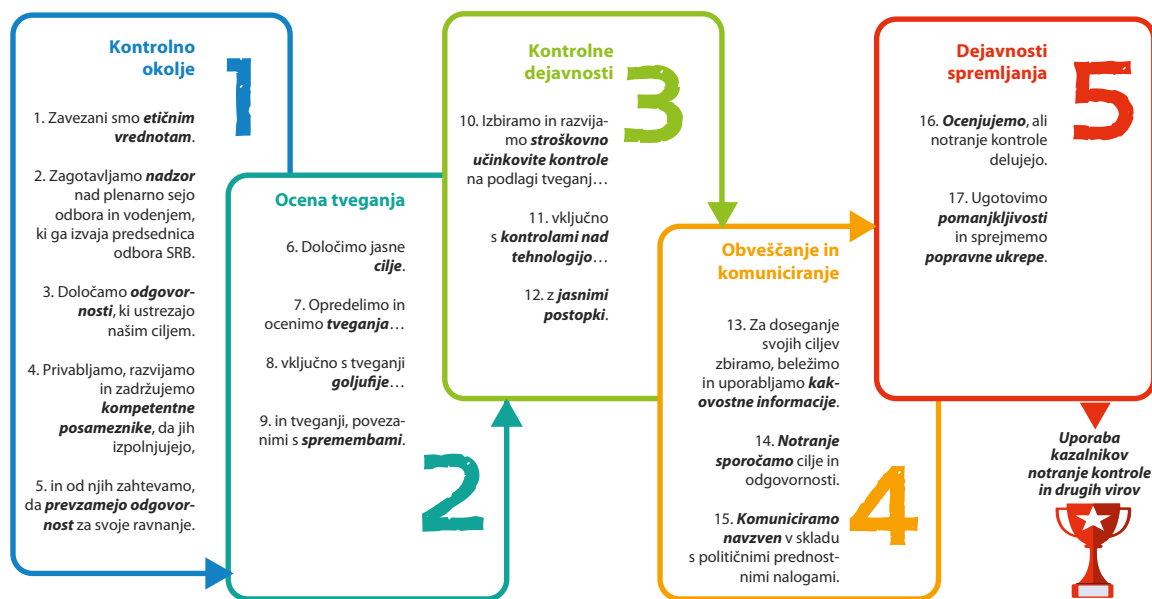 Kontrolno
okolje
1
1. Zavezani smo etičnim
vrednotam.
2. Zagotavljamo nadzor
nad plenarno sejo
odbora in vodenjem,
ki ga izvaja predsednica
odbora SRB.
3. Določamo odgovor-
nosti, ki ustrezajo
našim ciljem.
4. Privabljamo, razvijamo
in zadržujemo
kompetentne
posameznike, da jih
izpolnjujejo,
5. in od njih zahtevamo,
da prevzamejo odgovor-
nost za svoje ravnanje.
Ocena tveganja
6. Določimo jasne
cilje.
7. Opredelimo in
ocenimo tveganja…
8. vključno s tveganji
goljufije…
9. in tveganji, poveza-
nimi s spremembami.
2
Kontrolne
dejavnosti
3
10. Izbiramo in razvija-
mo stroškovno
učinkovite kontrole
na podlagi tveganj…
11. vključno
s kontrolami nad
tehnologijo…
12. z jasnimi
postopki.
Obveščanje in
komuniciranje
13. Za doseganje
svojih ciljev
zbiramo, beležimo
in uporabljamo kak-
ovostne informacije.
14. Notranje
sporočamo cilje in
odgovornosti.
15. Komuniciramo
navzven v skladu
s političnimi prednost-
nimi nalogami.
4
Dejavnosti
spremljanja
5
16. Ocenjujemo, ali
notranje kontrole
delujejo.
17. Ugotovimo
pomanjkljivosti
in sprejmemo
popravne ukrepe.
Uporaba
kazalnikov
notranje kontrole
in drugih virov